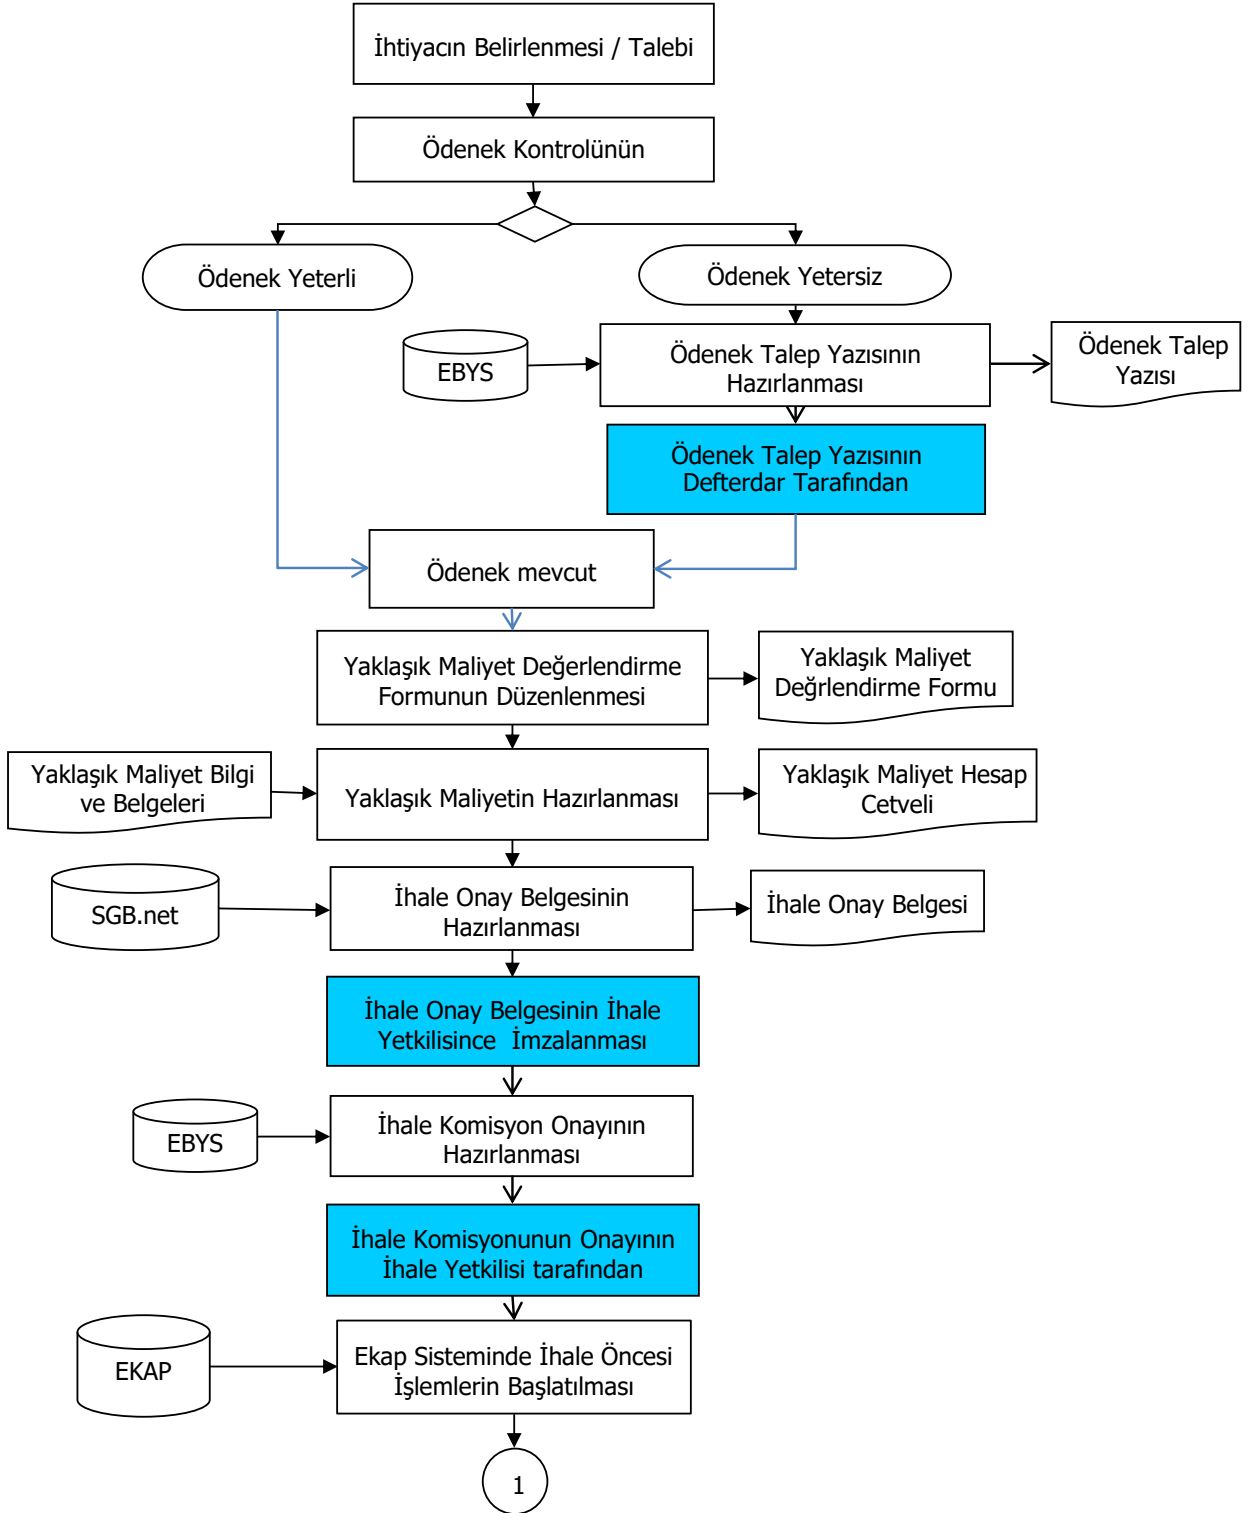 İhtiyacın Belirlenmesi / Talebi
Ödenek Kontrolünün
Ödenek Yeterli
Ödenek Yetersiz
EBYS
Ödenek Talep Yazısının
Hazırlanması
Ödenek Talep
Yazısı
Ödenek Talep Yazısının
Defterdar Tarafından
Ödenek mevcut
Yaklaşık Maliyet Değerlendirme
Formunun Düzenlenmesi
Yaklaşık Maliyet
Değrlendirme Formu
Yaklaşık Maliyet Bilgi
ve Belgeleri
Yaklaşık Maliyetin Hazırlanması
Yaklaşık Maliyet Hesap
Cetveli
SGB.net
İhale Onay Belgesinin
Hazırlanması
İhale Onay Belgesi
İhale Onay Belgesinin İhale
Yetkilisince İmzalanması
EBYS
İhale Komisyon Onayının
Hazırlanması
İhale Komisyonunun Onayının
İhale Yetkilisi tarafından
EKAP
Ekap Sisteminde İhale Öncesi
İşlemlerin Başlatılması
1